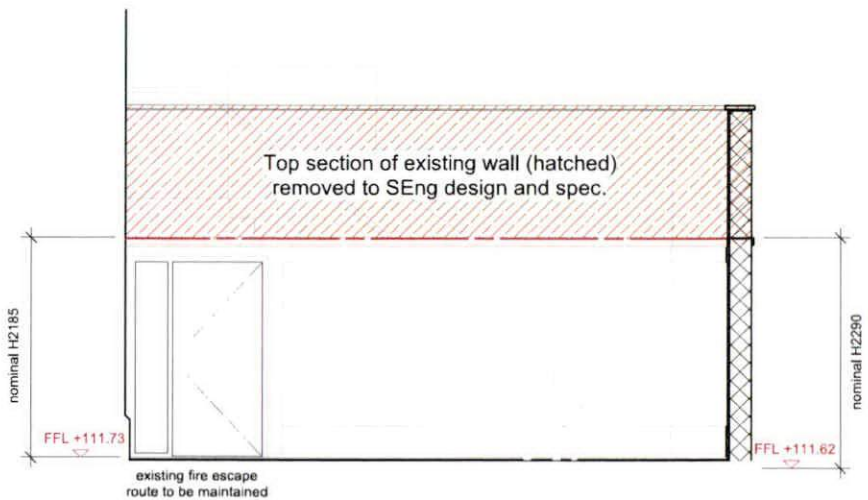 Top section of existing wall (hatched)
removed to SEng design and spec.
nominal H2185
nominal H2290
FFL +111.73
FFL +111.62
existing fire escape
route to be maintained